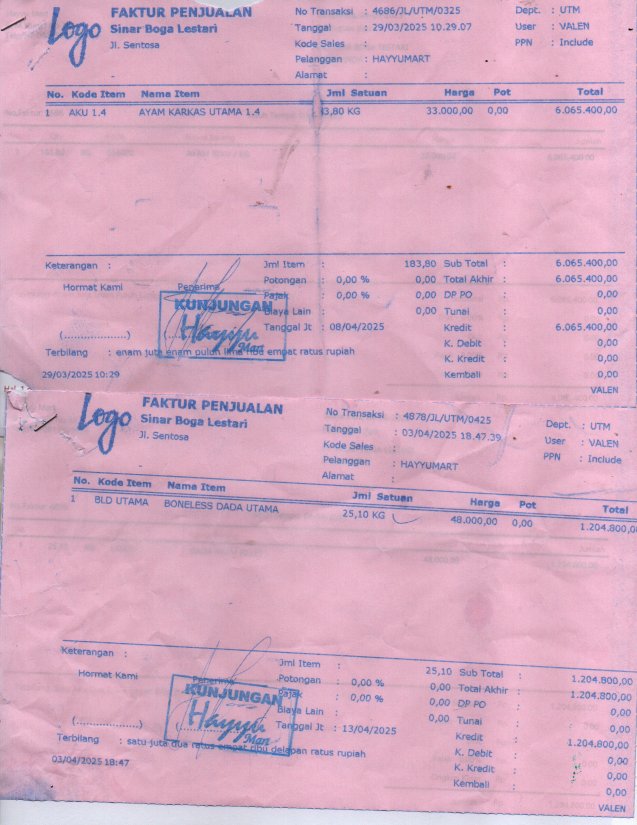 Logo
FAKTUR PENJUALAN
Sinar Boga Lestari
Jl. Sentosa
-
No Transaksi : 4686/JL/UTM/0325
Tanggal : 29/03/2025 10.29.07
Kode Sales :
Pelanggan : HAYYUMART
Alamat :
Dept. : UTM
User : VALEN
PPN : Include
No. Kode Item Nama Item Jml Satuan Harga Pot Total
1 AKU 1.4 AYAM KARKAS UTAMA 1.4 3,80 KG 33.000,00 0,00 6.065.400,00
Keterangan :
Hormat Kami Penerima
(..................)
Jml Item : 183,80
Potongan : 0,00 % 0,00
Pajak : 0,00 % 0,00
Biaya Lain : 0,00
Tanggal Jt : 08/04/2025
Sub Total : 6.065.400,00
Total Akhir : 6.065.400,00
DP PO : 0,00
Tunai : 0,00
Kredit : 6.065.400,00
K. Debit : 0,00
K. Kredit : 0,00
Kembali : 0,00
KUNJUNGAN
Hayyu
Mart
Terbilang : enam juta enam puluh lima ribu empat ratus rupiah
29/03/2025 10:29
VALEN
Logo
FAKTUR PENJUALAN
Sinar Boga Lestari
Jl. Sentosa
-
No Transaksi : 4878/JL/UTM/0425
Tanggal : 03/04/2025 18.47.39
Kode Sales :
Pelanggan : HAYYUMART
Alamat :
Dept. : UTM
User : VALEN
PPN : Include
No. Kode Item Nama Item Jml Satuan Harga Pot Total
1 BLD UTAMA BONELESS DADA UTAMA 25,10 KG 48.000,00 0,00 1.204.800,00
Keterangan :
Hormat Kami Penerima
(..................)
Jml Item : 25,10
Potongan : 0,00 % 0,00
Pajak : 0,00 % 0,00
Biaya Lain : 0,00
Tanggal Jt : 13/04/2025
Sub Total : 1.204.800,00
Total Akhir : 1.204.800,00
DP PO : 0,00
Tunai : 0,00
Kredit : 1.204.800,00
K. Debit : 0,00
K. Kredit : 0,00
Kembali : 0,00
KUNJUNGAN
Hayyu
Mart
Terbilang : satu juta dua ratus empat ribu delapan ratus rupiah
03/04/2025 18:47
VALEN